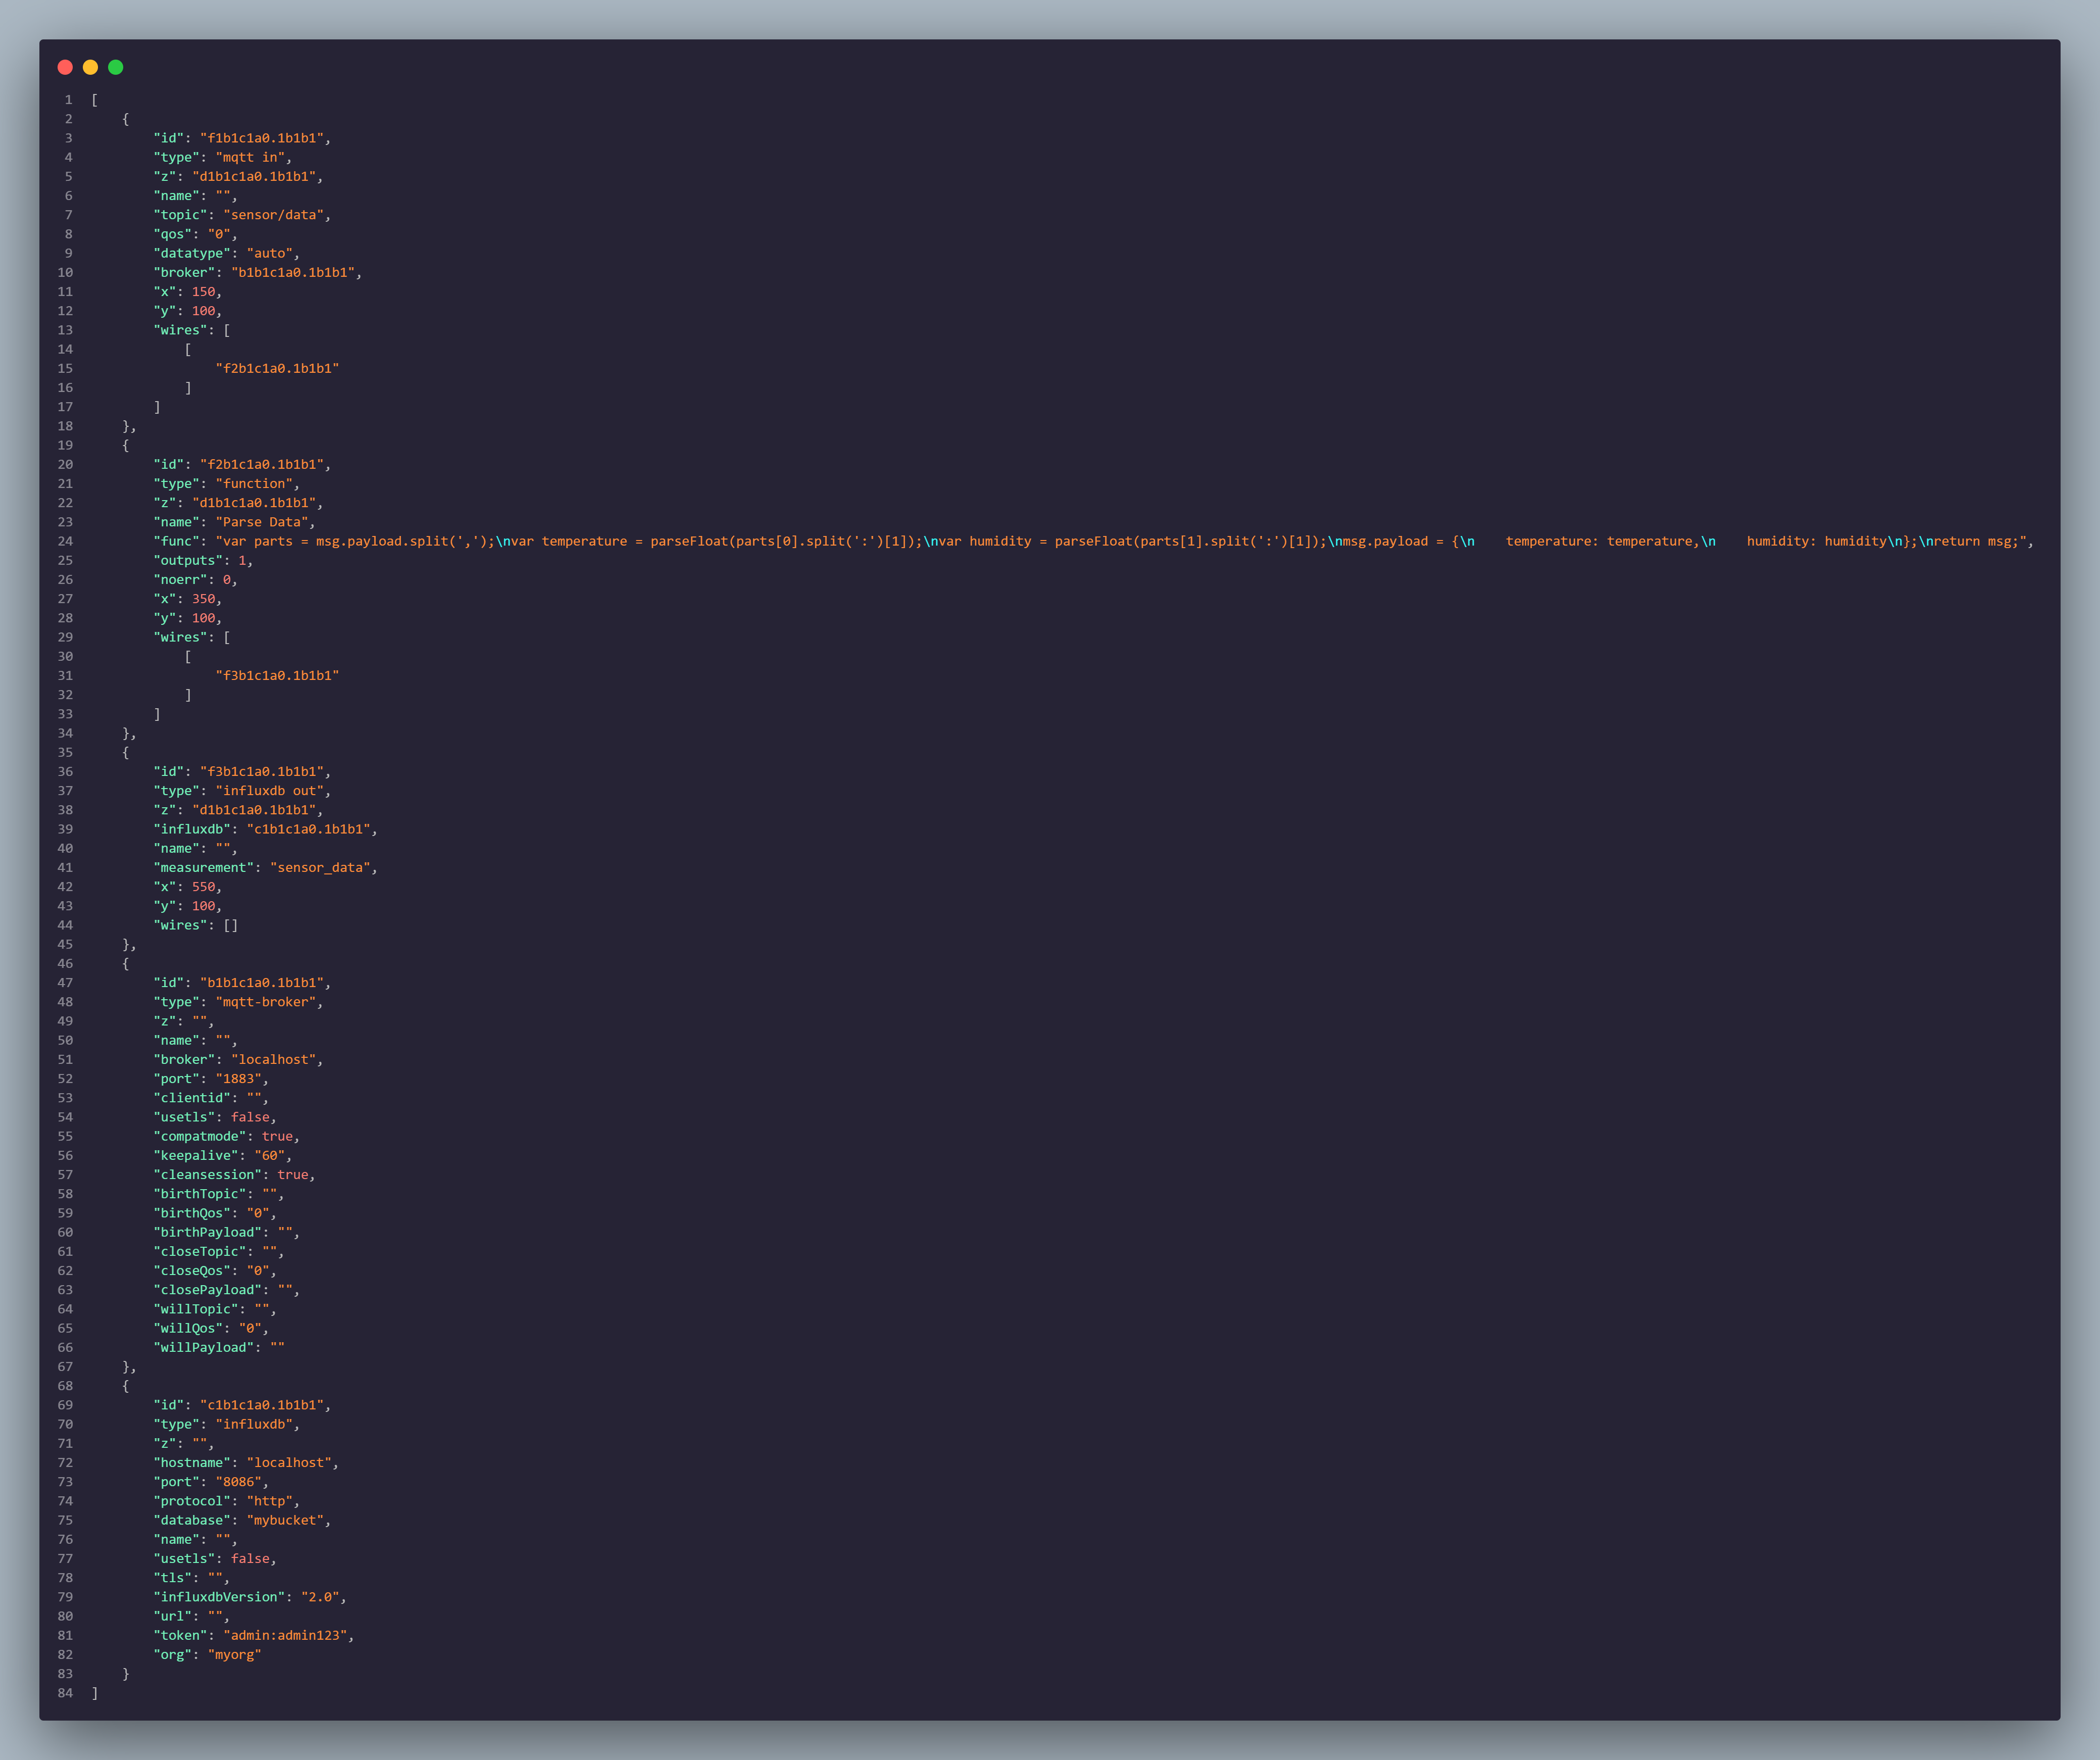 1 [
2     {
3         "id": "f1b1c1a0.1b1b1",
4         "type": "mqtt in",
5         "z": "d1b1c1a0.1b1b1",
6         "name": "",
7         "topic": "sensor/data",
8         "qos": "0",
9         "datatype": "auto",
10         "broker": "b1b1c1a0.1b1b1",
11         "x": 150,
12         "y": 100,
13         "wires": [
14             [
15                 "f2b1c1a0.1b1b1"
16             ]
17         ]
18     },
19     {
20         "id": "f2b1c1a0.1b1b1",
21         "type": "function",
22         "z": "d1b1c1a0.1b1b1",
23         "name": "Parse Data",
24         "func": "var parts = msg.payload.split(',');\nvar temperature = parseFloat(parts[0].split(':')[1]);\nvar humidity = parseFloat(parts[1].split(':')[1]);\nmsg.payload = {\n    temperature: temperature,\n    humidity: humidity\n};\nreturn msg;",
25         "outputs": 1,
26         "noerr": 0,
27         "x": 350,
28         "y": 100,
29         "wires": [
30             [
31                 "f3b1c1a0.1b1b1"
32             ]
33         ]
34     },
35     {
36         "id": "f3b1c1a0.1b1b1",
37         "type": "influxdb out",
38         "z": "d1b1c1a0.1b1b1",
39         "influxdb": "c1b1c1a0.1b1b1",
40         "name": "",
41         "measurement": "sensor_data",
42         "x": 550,
43         "y": 100,
44         "wires": []
45     },
46     {
47         "id": "b1b1c1a0.1b1b1",
48         "type": "mqtt-broker",
49         "z": "",
50         "name": "",
51         "broker": "localhost",
52         "port": "1883",
53         "clientid": "",
54         "usetls": false,
55         "compatmode": true,
56         "keepalive": "60",
57         "cleansession": true,
58         "birthTopic": "",
59         "birthQos": "0",
60         "birthPayload": "",
61         "closeTopic": "",
62         "closeQos": "0",
63         "closePayload": "",
64         "willTopic": "",
65         "willQos": "0",
66         "willPayload": ""
67     },
68     {
69         "id": "c1b1c1a0.1b1b1",
70         "type": "influxdb",
71         "z": "",
72         "hostname": "localhost",
73         "port": "8086",
74         "protocol": "http",
75         "database": "mybucket",
76         "name": "",
77         "usetls": false,
78         "tls": "",
79         "influxdbVersion": "2.0",
80         "url": "",
81         "token": "admin:admin123",
82         "org": "myorg"
83     }
84 ]